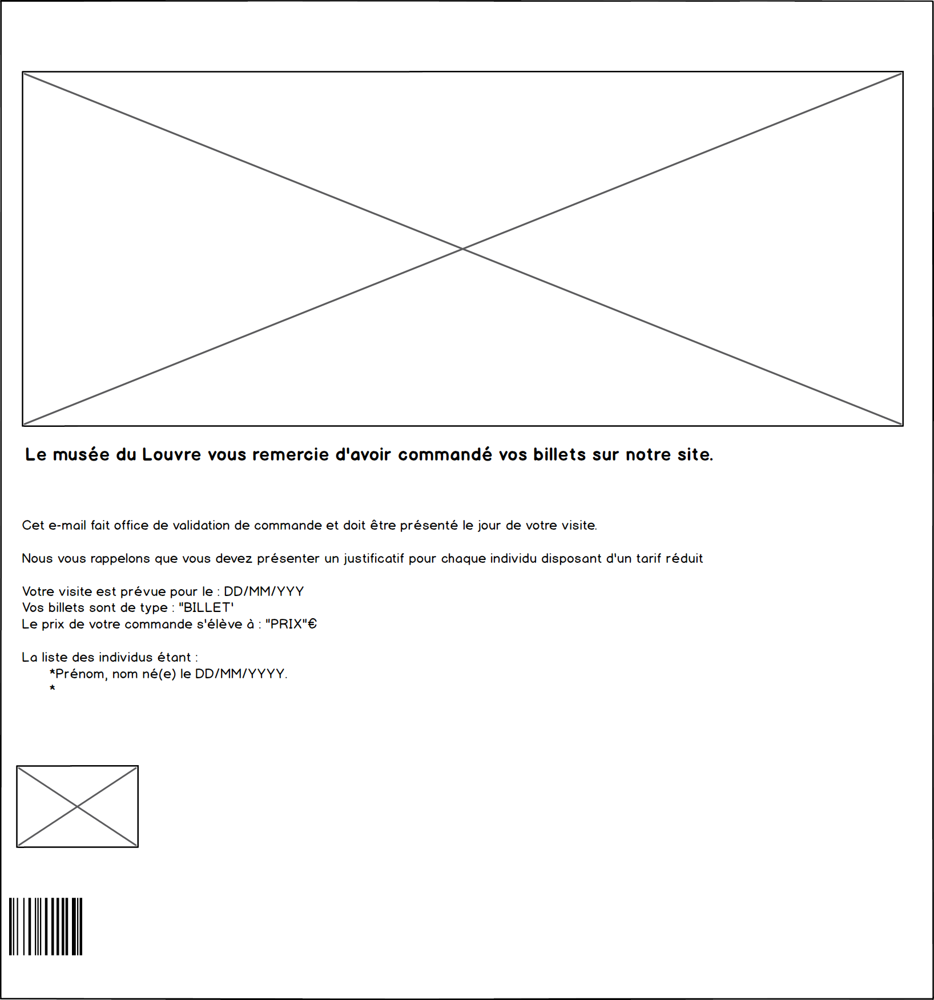 Le musée du Louvre vous remercie d'avoir commandé vos billets sur notre site.
Cet e-mail fait office de validation de commande et doit être présenté le jour de votre visite.
Nous vous rappelons que vous devez présenter un justificatif pour chaque individu disposant d'un tarif réduit
Votre visite est prévue pour le : DD/MM/YYY
Vos billets sont de type : "BILLET'
Le prix de votre commande s'élève à : "PRIX"€
La liste des individus étant :
*Prénom, nom né(e) le DD/MM/YYYY.
*